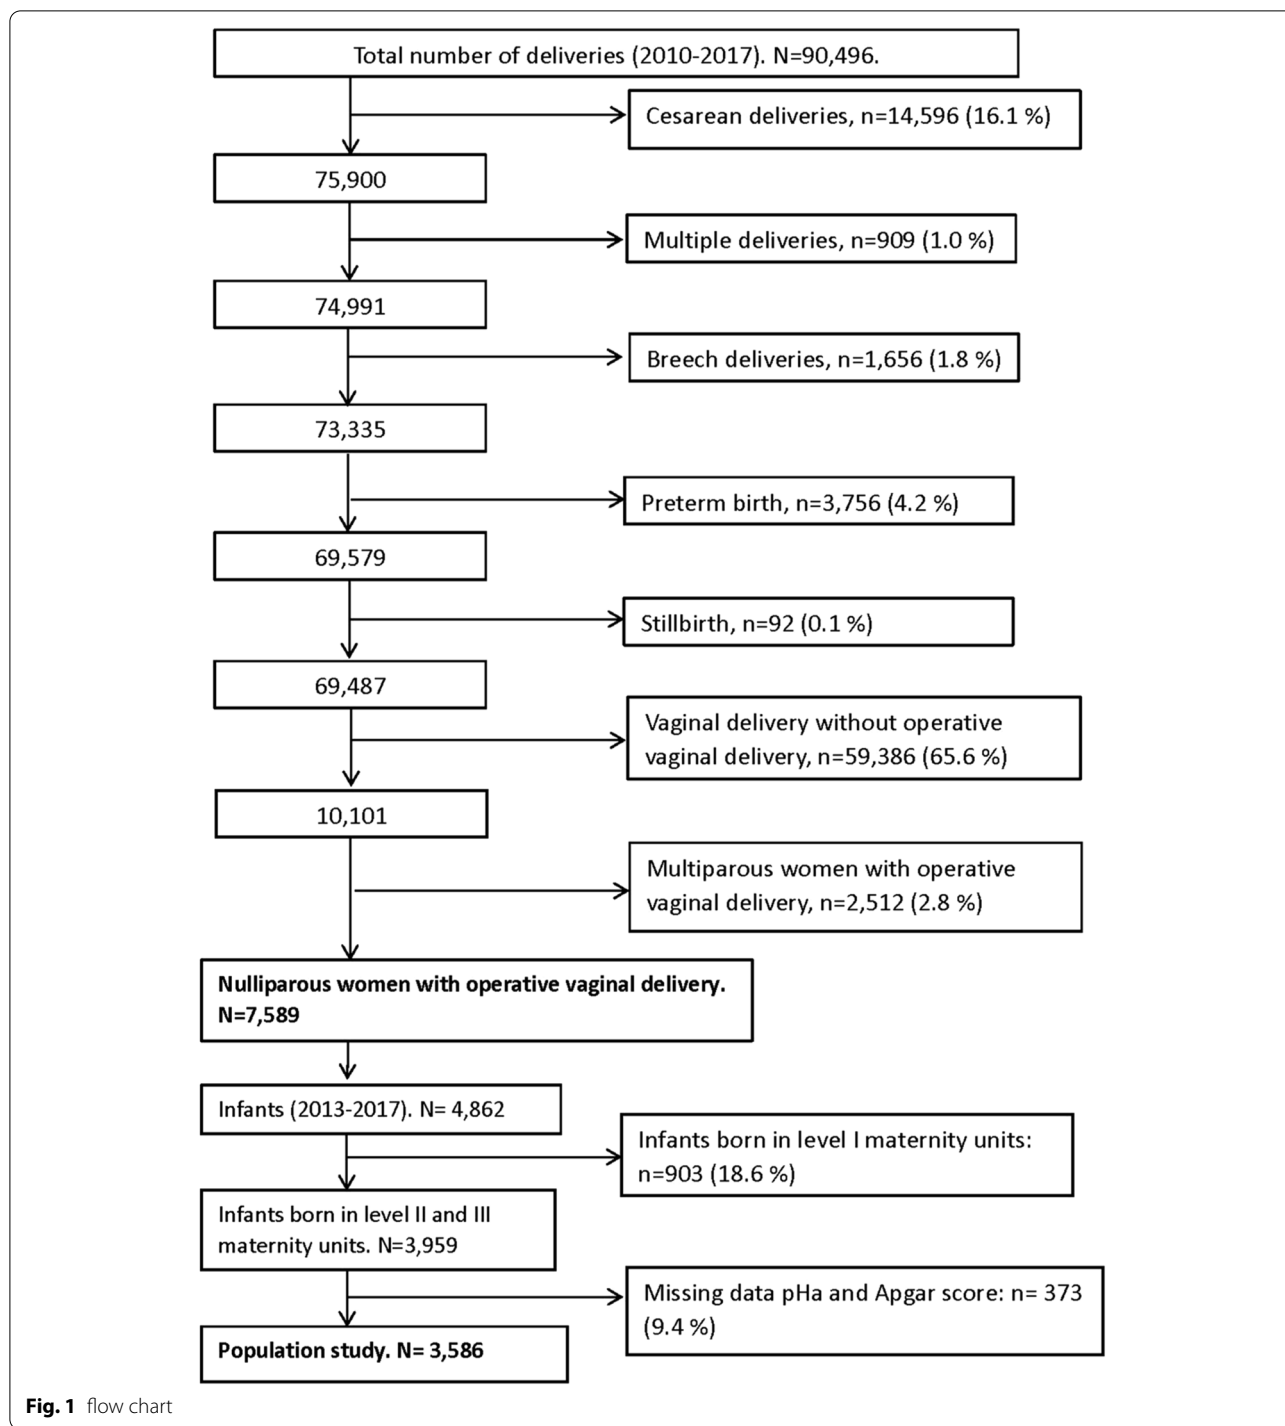 Total number of deliveries (2010-2017). N=90,496.
Cesarean deliveries, n=14,596 (16.1 %)
75,900
Multiple deliveries, n=909 (1.0 %)
74,991
Breech deliveries, n=1,656 (1.8 %)
73,335
Preterm birth, n=3,756 (4.2 %)
69,579
Stillbirth, n=92 (0.1 %)
69,487
Vaginal delivery without operative
vaginal delivery, n=59,386 (65.6 %)
10,101
Multiparous women with operative
vaginal delivery, n=2,512 (2.8 %)
Nulliparous women with operative vaginal delivery.
N=7,589
Infants (2013-2017). N= 4,862
Infants born in level I maternity units:
n=903 (18.6 %)
Infants born in level II and III
maternity units. N=3,959
Missing data pHa and Apgar score: n= 373
(9.4 %)
Population study. N= 3,586
Fig. 1 flow chart